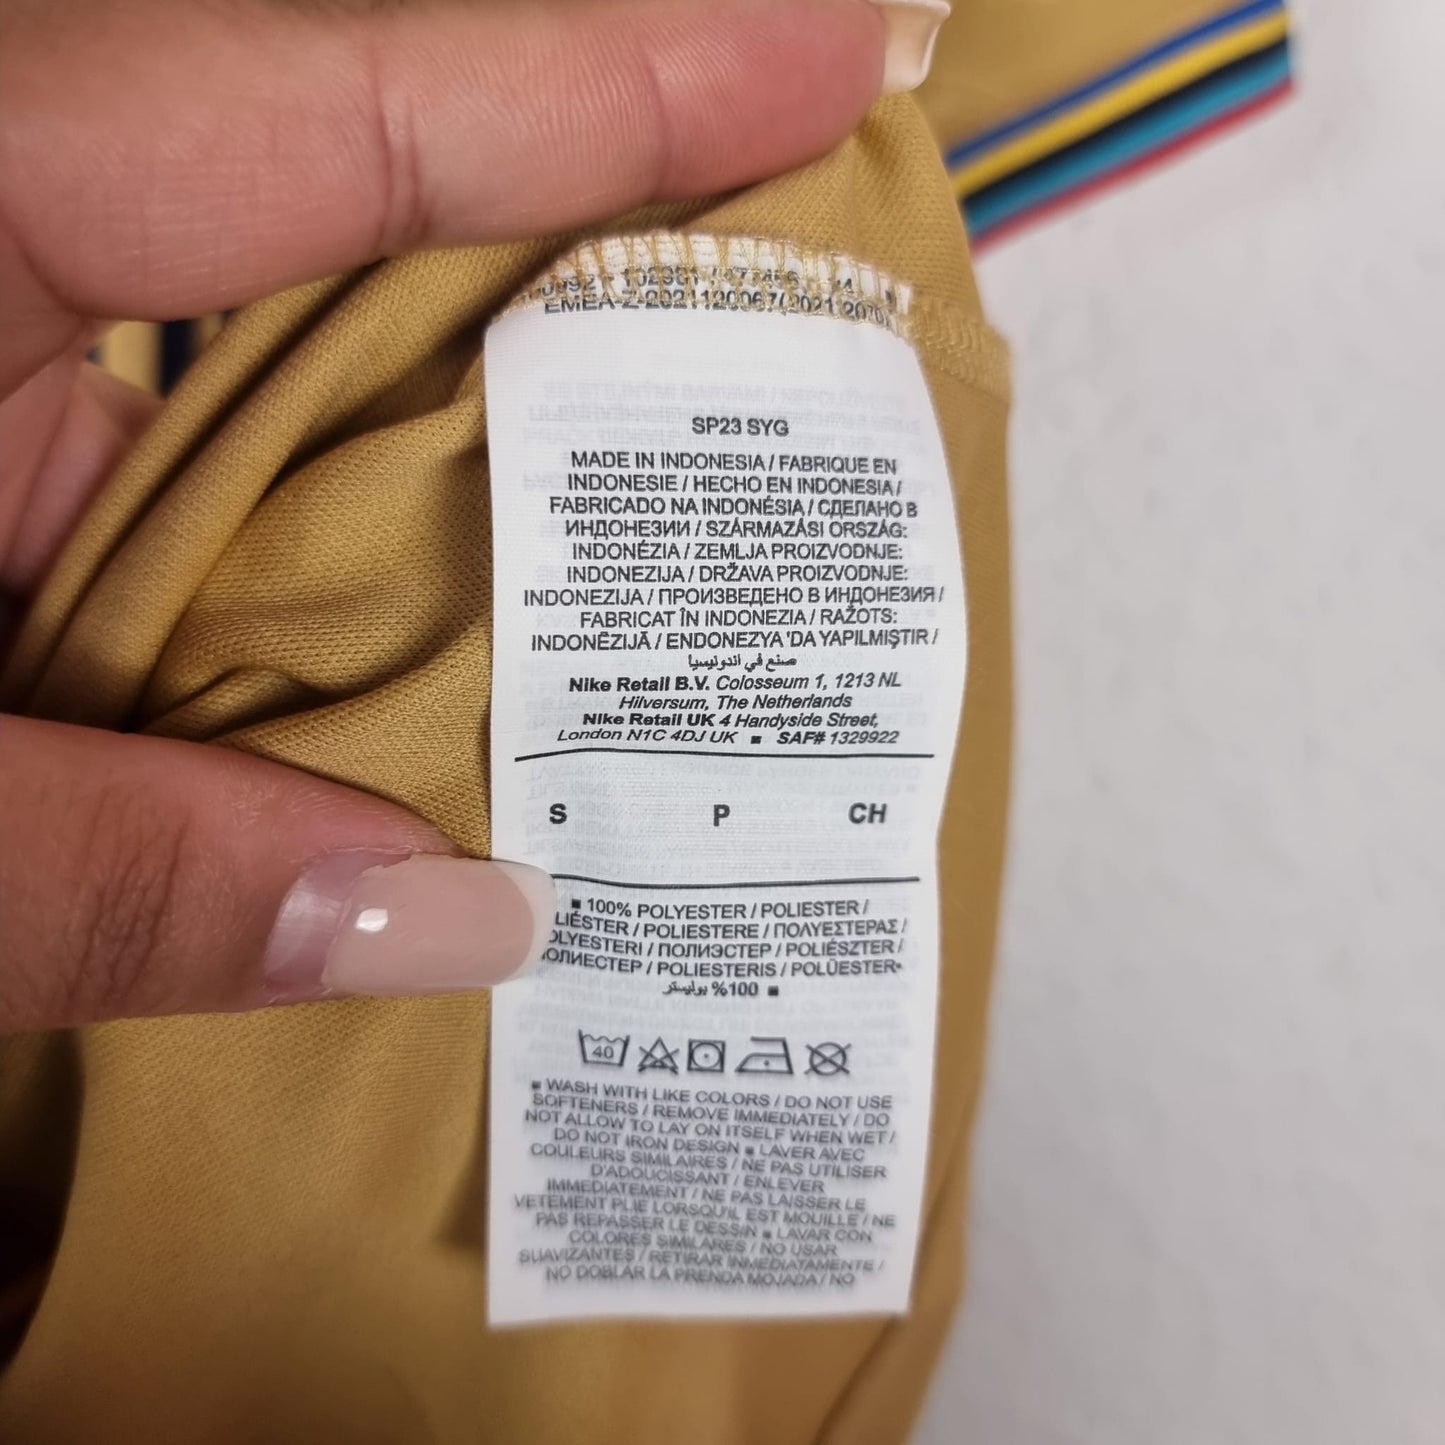 EMEA-Z-2021120067(2021 2070)
SP23 SYG
MADE IN INDONESIA / FABRIQUE EN
INDONESIE / HECHO EN INDONESIA /
FABRICADO NA INDONÉSIA / СДЕЛАНО В
ИНДОНЕЗИИ / SZÁRMAZÁSI ORSZÁG:
INDONÉZIA / ZEMLJA PROIZVODNJE:
INDONEZIJA / DRŽAVA PROIZVODNJE:
INDONEZIJA / ПРОИЗВЕДЕНО В ИНДОНЕЗИЯ /
FABRICAT ÎN INDONEZIA / RAŽOTS:
INDONĒZIJĀ / ENDONEZYA 'DA YAPILMIŞTIR /
صنع في اندونيسيا
Nike Retail B.V. Colosseum 1, 1213 NL
Hilversum, The Netherlands
Nike Retail UK 4 Handyside Street,
London N1C 4DJ UK ■ SAF# 1329922
S P CH
■ 100% POLYESTER / POLIESTER /
LIÉSTER / POLIESTERE / ΠΟΛΥΕΣΤΕΡΑΣ /
OLYESTERI / ПОЛИЭСТЕР / POLIÉSZTER /
ОЛИЕСТЕР / POLIESTERIS / POLÜESTER•
100% بوليستر ■
40
■ WASH WITH LIKE COLORS / DO NOT USE
SOFTENERS / REMOVE IMMEDIATELY / DO
NOT ALLOW TO LAY ON ITSELF WHEN WET /
DO NOT IRON DESIGN ■ LAVER AVEC
COULEURS SIMILAIRES / NE PAS UTILISER
D'ADOUCISSANT / ENLEVER
IMMEDIATEMENT / NE PAS LAISSER LE
VETEMENT PLIE LORSQU'IL EST MOUILLE / NE
PAS REPASSER LE DESSIN ■ LAVAR CON
COLORES SIMILARES / NO USAR
SUAVIZANTES / RETIRAR INMEDIATAMENTE /
NO DOBLAR LA PRENDA MOJADA / NO